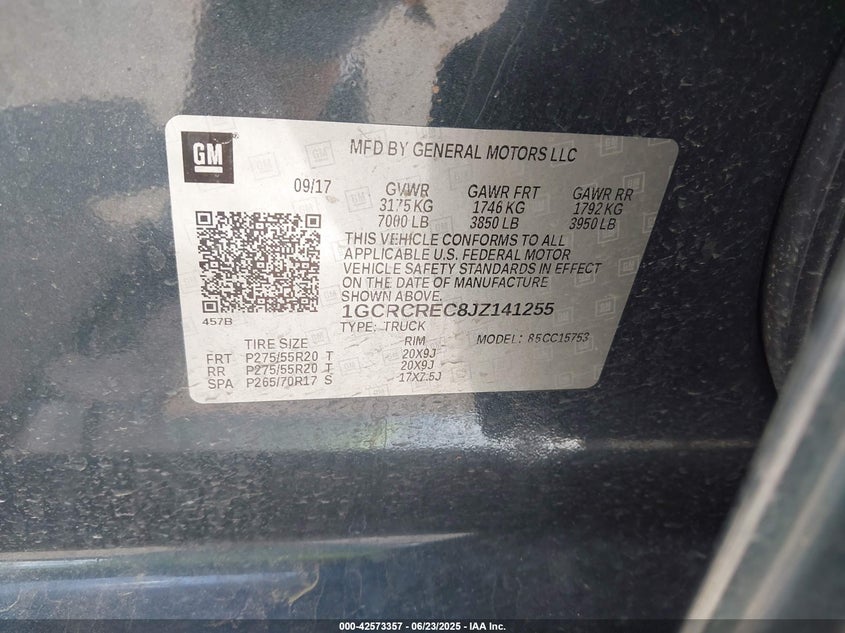 GM
MFD BY GENERAL MOTORS LLC
09/17 GVWR GAWR FRT GAWR RR
3175 KG 1746 KG 1792 KG
7000 LB 3850 LB 3950 LB
THIS VEHICLE CONFORMS TO ALL
APPLICABLE U.S. FEDERAL MOTOR
VEHICLE SAFETY STANDARDS IN EFFECT
ON THE DATE OF MANUFACTURE
SHOWN ABOVE.
457B
1GCRCREC8JZ141255
TYPE: TRUCK MODEL: 85CC15753
TIRE SIZE RIM
FRT P275/55R20 T 20X9J
RR P275/55R20 T 20X9J
SPA P265/70R17 S 17X7.5J
000-42573357 - 06/23/2025 - IAA Inc.